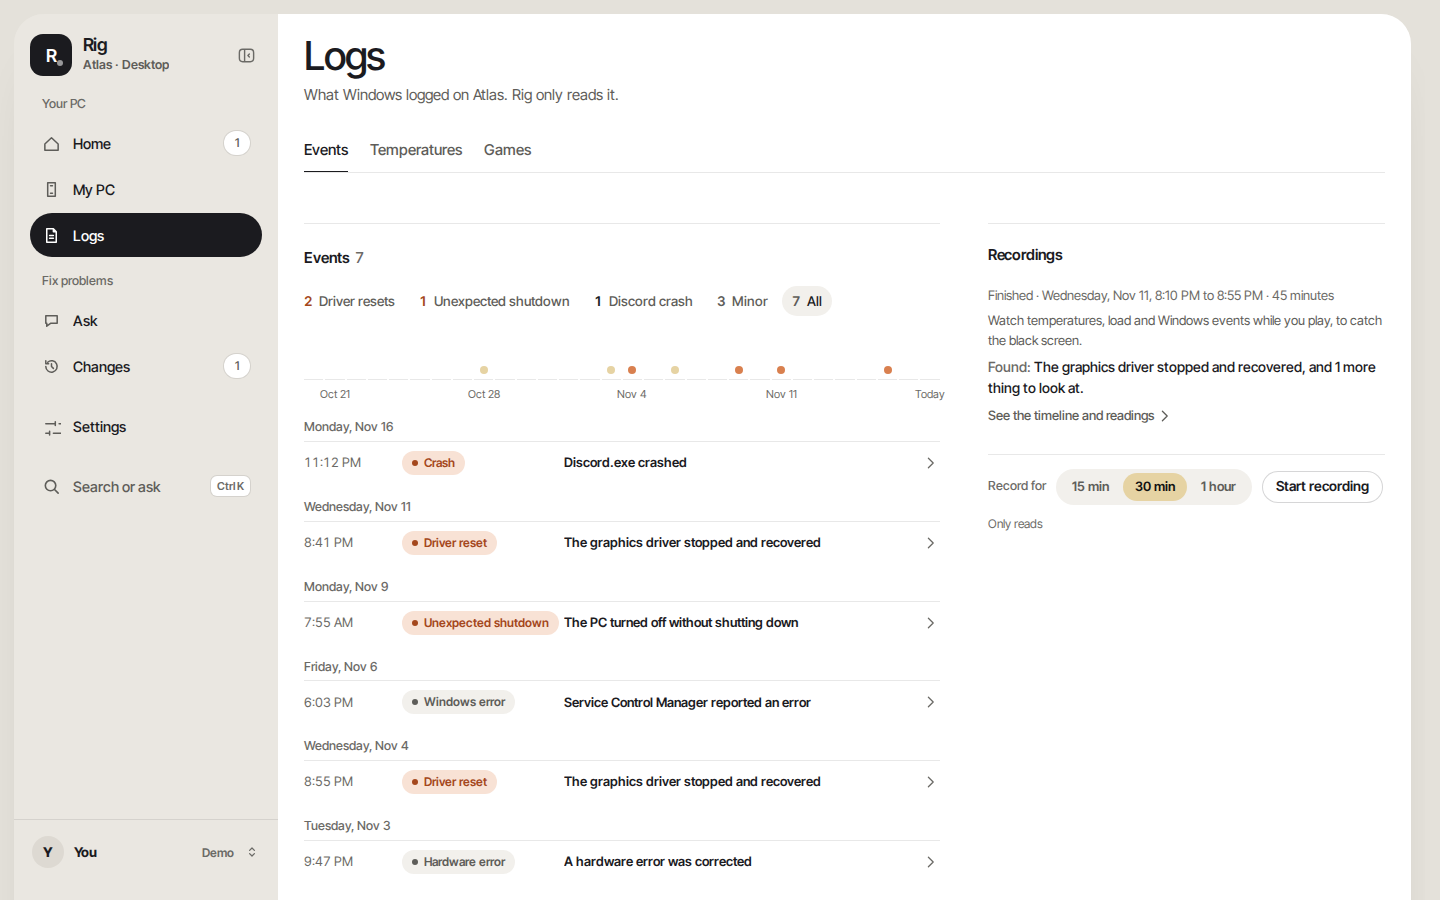 R
Rig
Atlas · Desktop
Your PC
Home 1
My PC
Logs
Fix problems
Ask
Changes 1
Settings
Search or ask Ctrl K
Y You Demo
Logs
What Windows logged on Atlas. Rig only reads it.
Events Temperatures Games
Events 7
2 Driver resets 1 Unexpected shutdown 1 Discord crash 3 Minor 7 All
Oct 21 Oct 28 Nov 4 Nov 11 Today
Monday, Nov 16
11:12 PM Crash Discord.exe crashed
Wednesday, Nov 11
8:41 PM Driver reset The graphics driver stopped and recovered
Monday, Nov 9
7:55 AM Unexpected shutdown The PC turned off without shutting down
Friday, Nov 6
6:03 PM Windows error Service Control Manager reported an error
Wednesday, Nov 4
8:55 PM Driver reset The graphics driver stopped and recovered
Tuesday, Nov 3
9:47 PM Hardware error A hardware error was corrected
Recordings
Finished · Wednesday, Nov 11, 8:10 PM to 8:55 PM · 45 minutes
Watch temperatures, load and Windows events while you play, to catch
the black screen.
Found: The graphics driver stopped and recovered, and 1 more
thing to look at.
See the timeline and readings
Record for 15 min 30 min 1 hour Start recording
Only reads